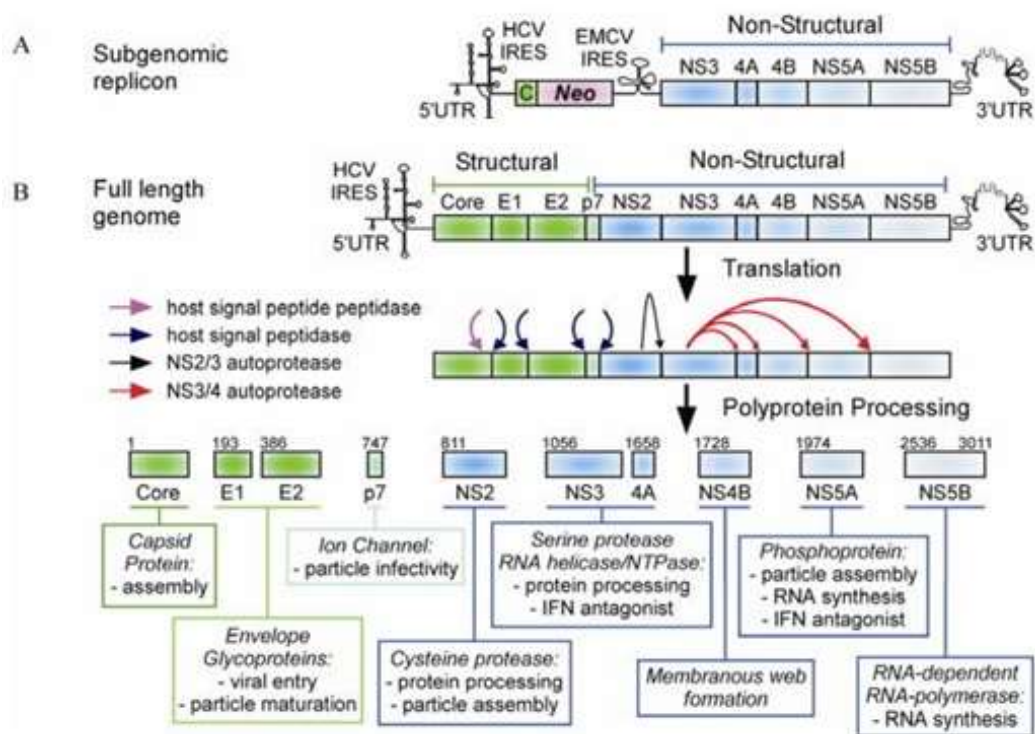 A
Subgenomic
replicon
HCV
IRES
EMCV
IRES
Non-Structural
NS3 4A 4B NS5A NS5B
5'UTR
C Neo
3'UTR
B
Full length
genome
HCV
IRES
Structural
Non-Structural
Core E1 E2 p7 NS2 NS3 4A 4B NS5A NS5B
5'UTR
3'UTR
Translation
host signal peptide peptidase
host signal peptidase
NS2/3 autoprotease
NS3/4 autoprotease
Polyprotein Processing
1 193 386 747 811 1056 1658 1728 1974 2536 3011
Core E1 E2 p7 NS2 NS3 4A NS4B NS5A NS5B
Capsid
Protein:
- assembly
Ion Channel:
- particle infectivity
Serine protease
RNA helicase/NTPase:
- protein processing
- IFN antagonist
Phosphoprotein:
- particle assembly
- RNA synthesis
- IFN antagonist
Envelope
Glycoproteins:
- viral entry
- particle maturation
Cysteine protease:
- protein processing
- particle assembly
Membranous web
formation
RNA-dependent
RNA-polymerase:
- RNA synthesis